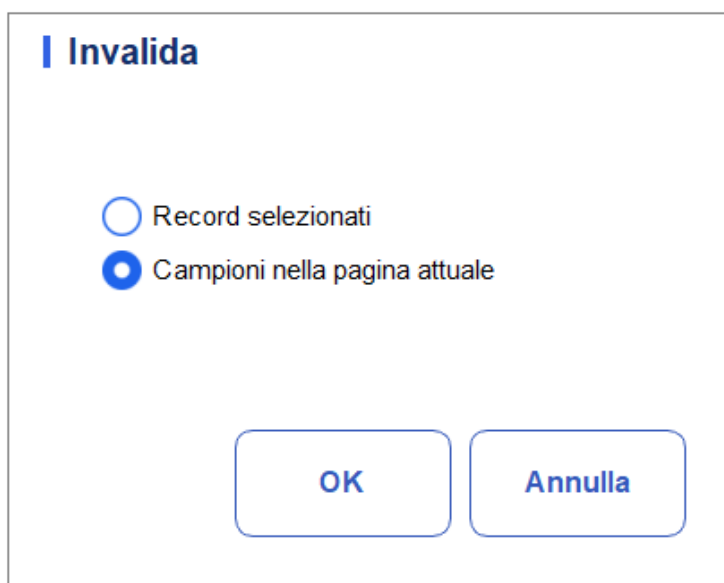 Invalida
Record selezionati
Campioni nella pagina attuale
OK
Annulla